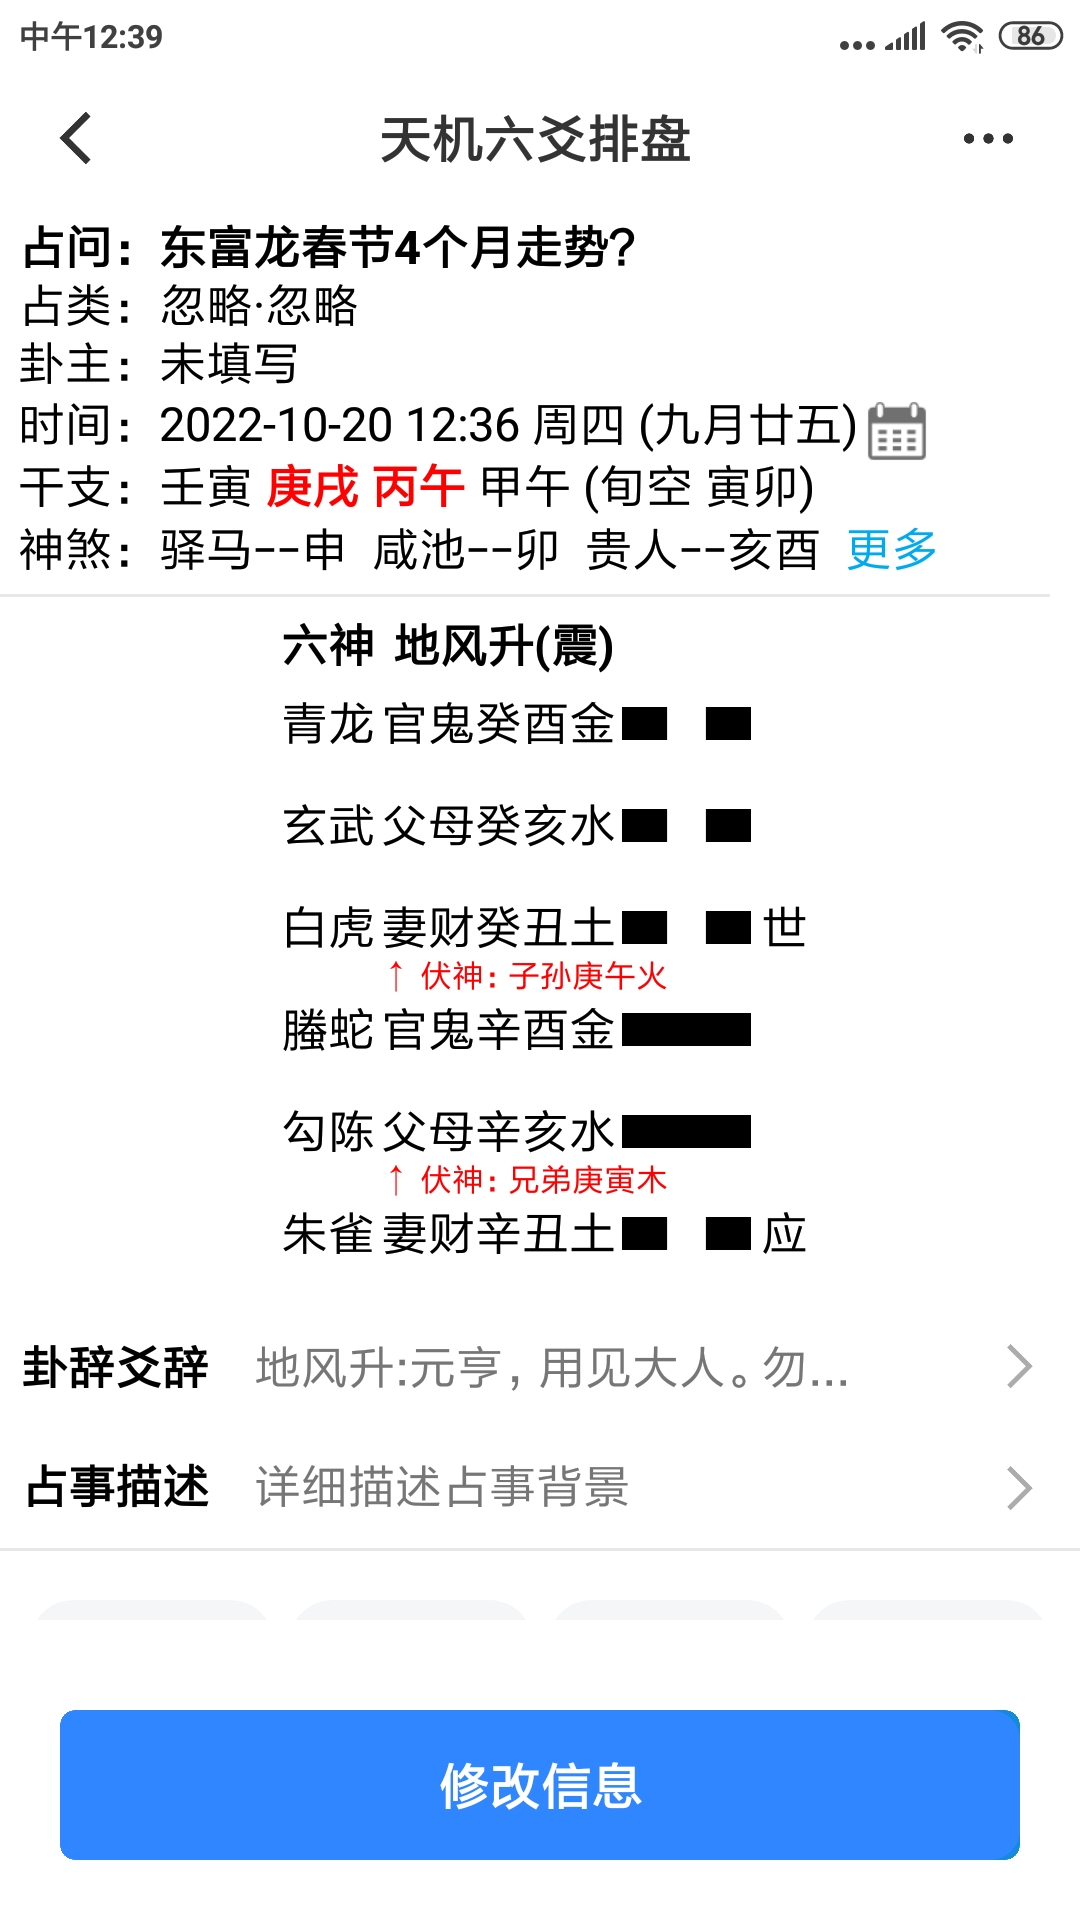 中午12:39
86
天机六爻排盘
占问：东富龙春节4个月走势？
占类：忽略·忽略
卦主：未填写
时间：2022-10-20 12:36 周四 (九月廿五)
干支：壬寅 庚戌 丙午 甲午 (旬空 寅卯)
神煞：驿马--申 咸池--卯 贵人--亥酉 更多
六神 地风升(震)
青龙 官鬼癸酉金
玄武 父母癸亥水
白虎 妻财癸丑土 世
↑ 伏神：子孙庚午火
螣蛇 官鬼辛酉金
勾陈 父母辛亥水
↑ 伏神：兄弟庚寅木
朱雀 妻财辛丑土 应
卦辞爻辞 地风升:元亨，用见大人。勿...
占事描述 详细描述占事背景
修改信息